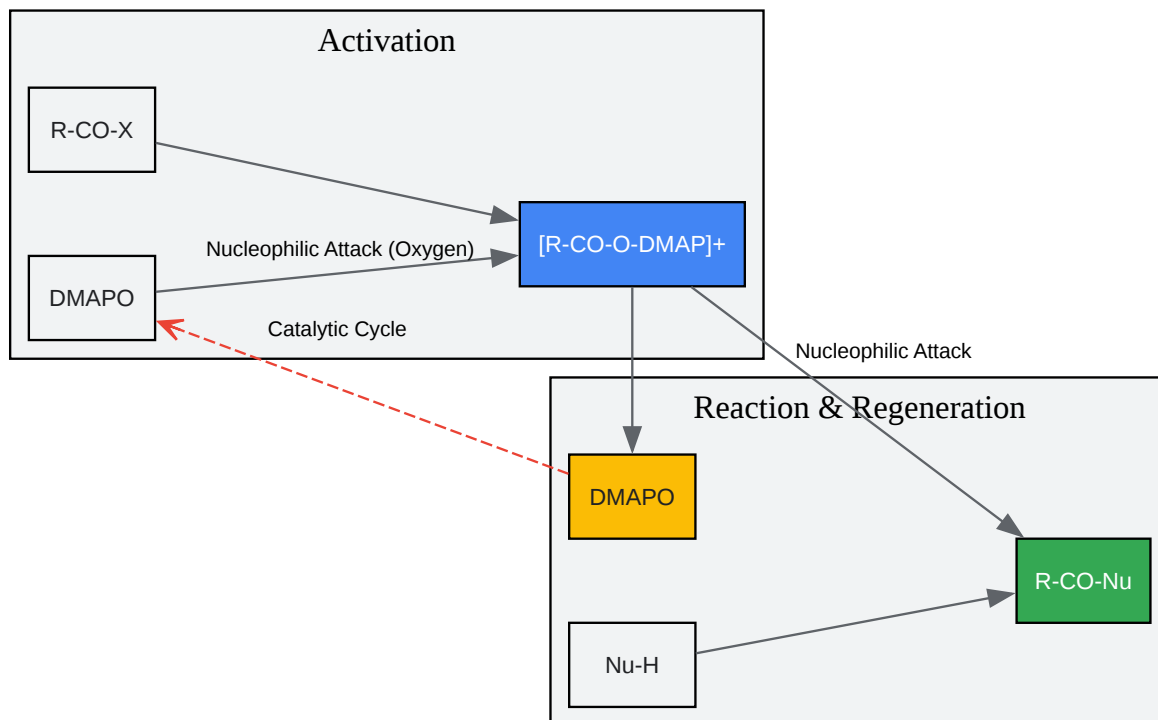 Activation
R-CO-X
[R-CO-O-DMAP]+
Nucleophilic Attack (Oxygen)
DMAPO
Catalytic Cycle
Nucleophilic Attack
Reaction & Regeneration
DMAPO
R-CO-Nu
Nu-H